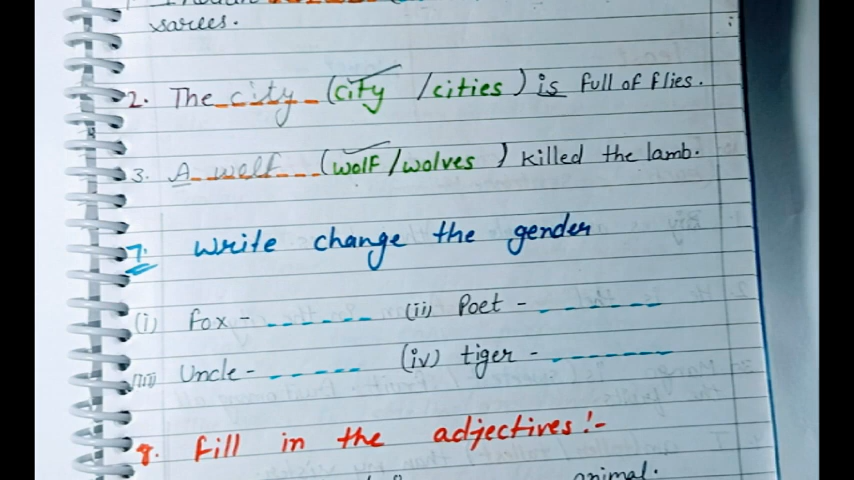 sarees.
2. The city (city / cities) is full of flies.
3. A wolf (wolf / wolves) killed the lamb.
7. Write change the gender
(i) Fox - (ii) Poet -
(iii) Uncle - (iv) tiger -
8. fill in the adjectives !-
animal.